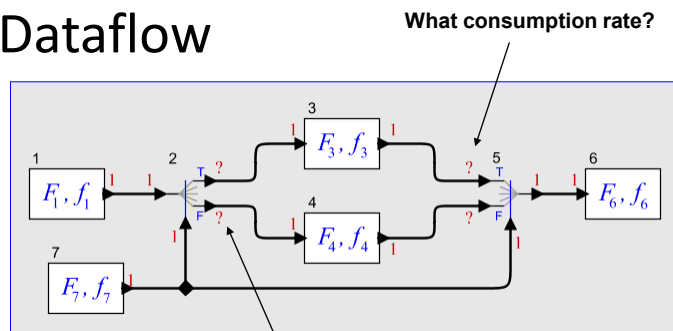 Dataflow
What consumption rate?
3
1
F₃, f₃
1
1
F₁, f₁
1
1
2
T
?
F
?
1
?
5
T
?
F
1
1
1
6
F₆, f₆
4
1
F₄, f₄
1
7
F₇, f₇
1